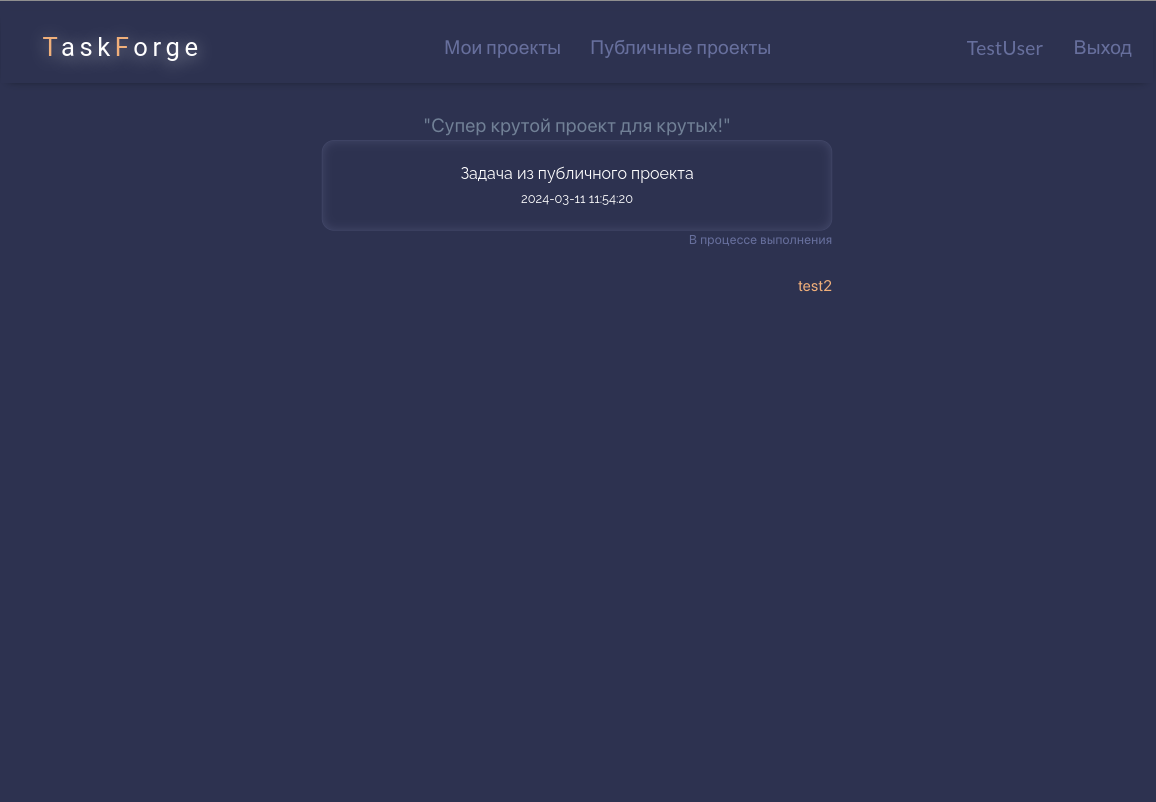 TaskForge
Мои проекты
Публичные проекты
TestUser
Выход
"Супер крутой проект для крутых!"
Задача из публичного проекта
2024-03-11 11:54:20
В процессе выполнения
test2